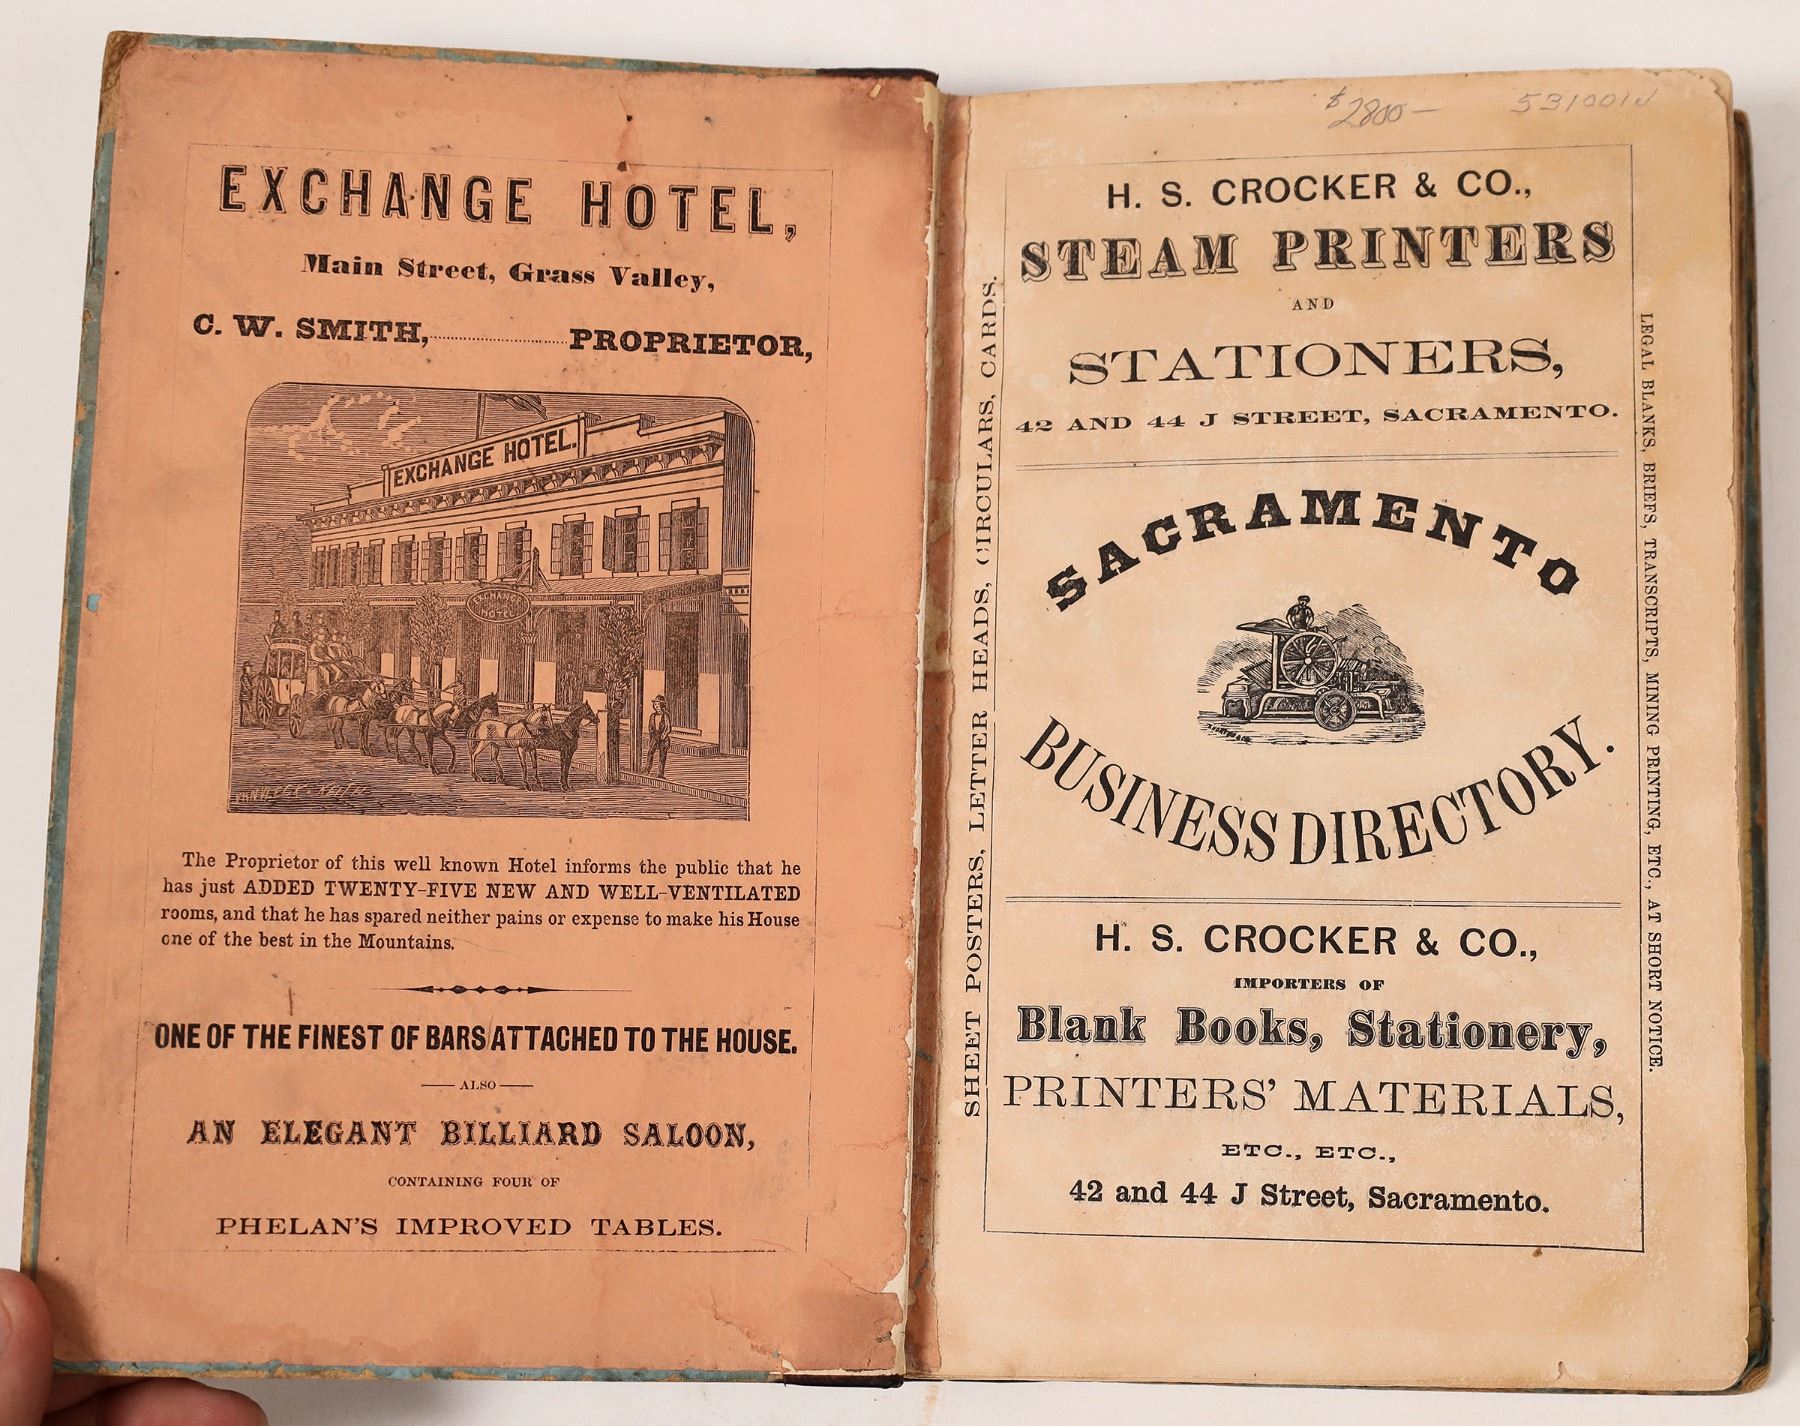 EXCHANGE HOTEL,
Main Street, Grass Valley,
C. W. SMITH, PROPRIETOR,
EXCHANGE HOTEL.
EXCHANGE
HOTEL
VANVLECK · KEITH
The Proprietor of this well known Hotel informs the public that he
has just ADDED TWENTY-FIVE NEW AND WELL-VENTILATED
rooms, and that he has spared neither pains or expense to make his House
one of the best in the Mountains.
ONE OF THE FINEST OF BARS ATTACHED TO THE HOUSE.
ALSO
AN ELEGANT BILLIARD SALOON,
CONTAINING FOUR OF
PHELAN'S IMPROVED TABLES.
$2800—
531001J
SHEET POSTERS, LETTER HEADS, CIRCULARS, CARDS.
H. S. CROCKER & CO.,
STEAM PRINTERS
AND
STATIONERS,
42 AND 44 J STREET, SACRAMENTO.
SACRAMENTO
BUSINESS DIRECTORY.
H. S. CROCKER & CO.,
IMPORTERS OF
Blank Books, Stationery,
PRINTERS' MATERIALS,
ETC., ETC.,
42 and 44 J Street, Sacramento.
LEGAL BLANKS, BRIEFS, TRANSCRIPTS, MINING PRINTING, ETC., AT SHORT NOTICE.